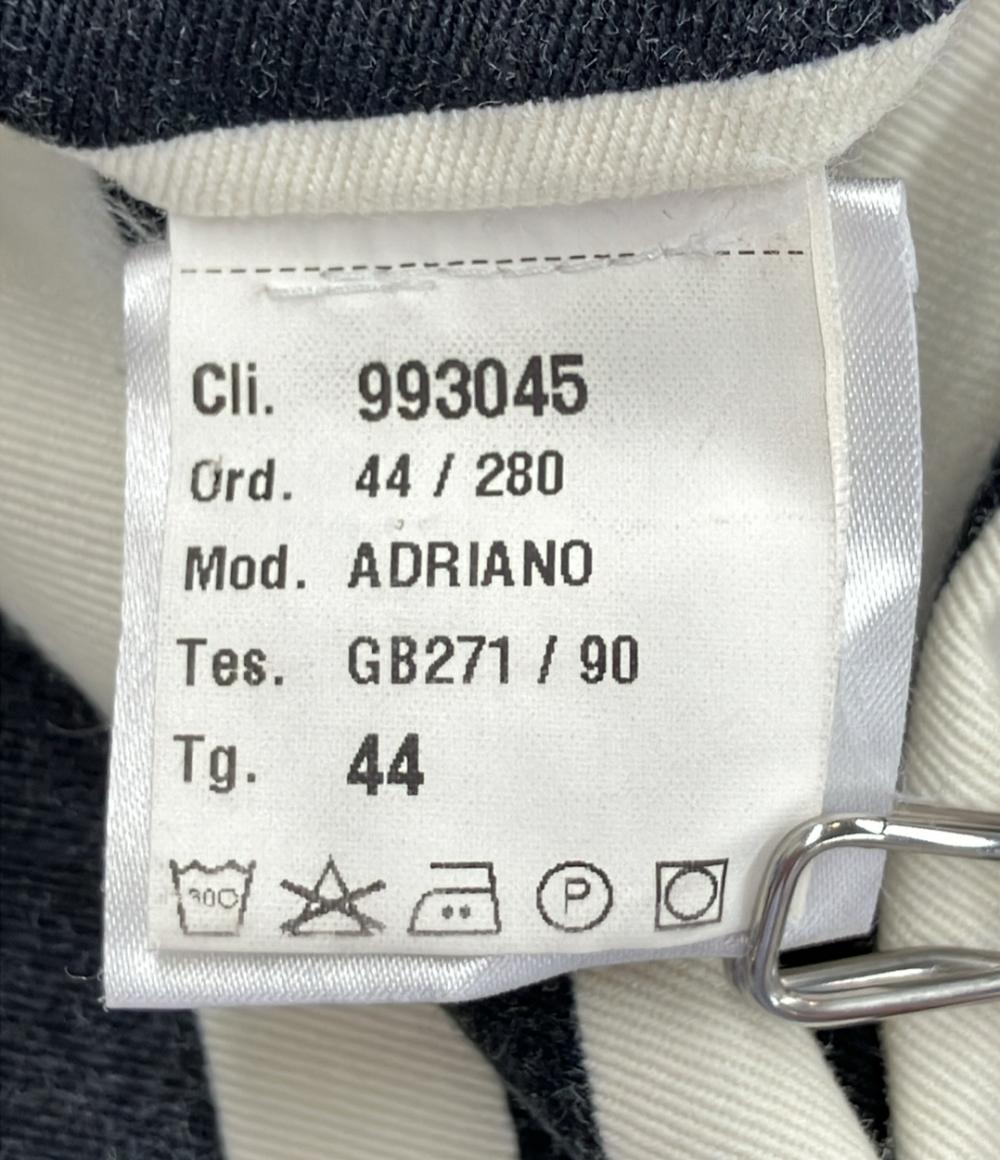 Cli. 993045
Ord. 44 / 280
Mod. ADRIANO
Tes. GB271 / 90
Tg. 44
30C P